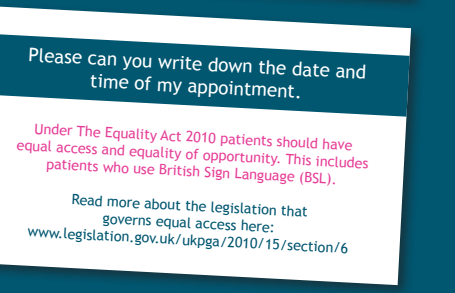 Please can you write down the date and
time of my appointment.
Under The Equality Act 2010 patients should have
equal access and equality of opportunity. This includes
patients who use British Sign Language (BSL).
Read more about the legislation that
governs equal access here:
www.legislation.gov.uk/ukpga/2010/15/section/6